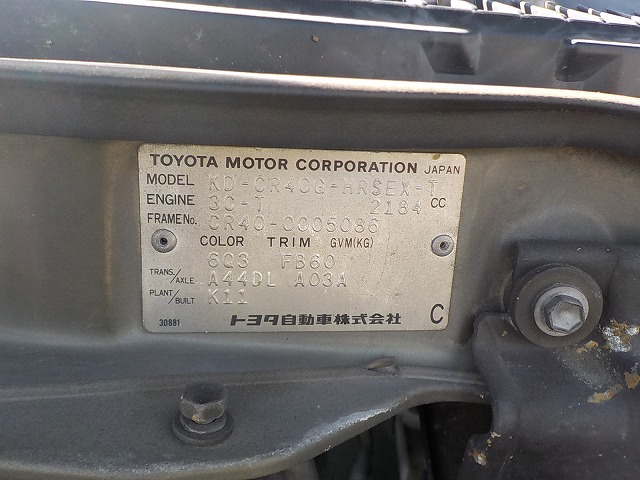 TOYOTA MOTOR CORPORATION JAPAN
MODEL KD-CR40G-HRSEX-T
ENGINE 3C-T 2184 CC
FRAME No. CR40-0005086
COLOR TRIM GVM(KG)
6Q3 FB60
TRANS./AXLE A44DL A03A
PLANT/BUILT K11
30881 トヨタ自動車株式会社 C